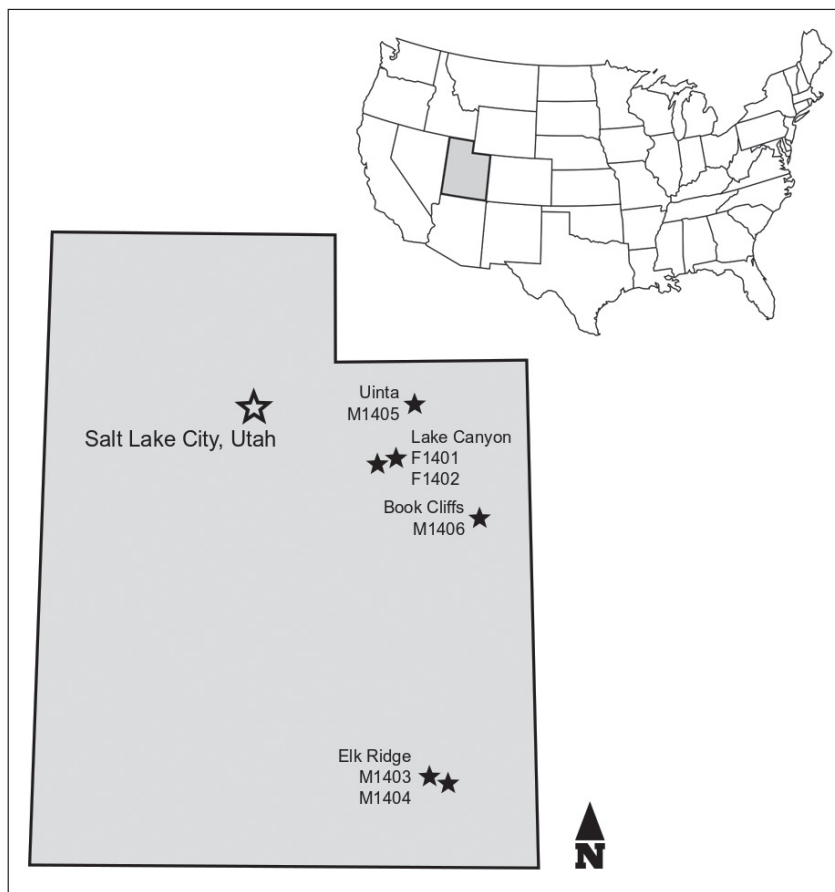 Uinta
M1405
Salt Lake City, Utah
Lake Canyon
F1401
F1402
Book Cliffs
M1406
Elk Ridge
M1403
M1404
N